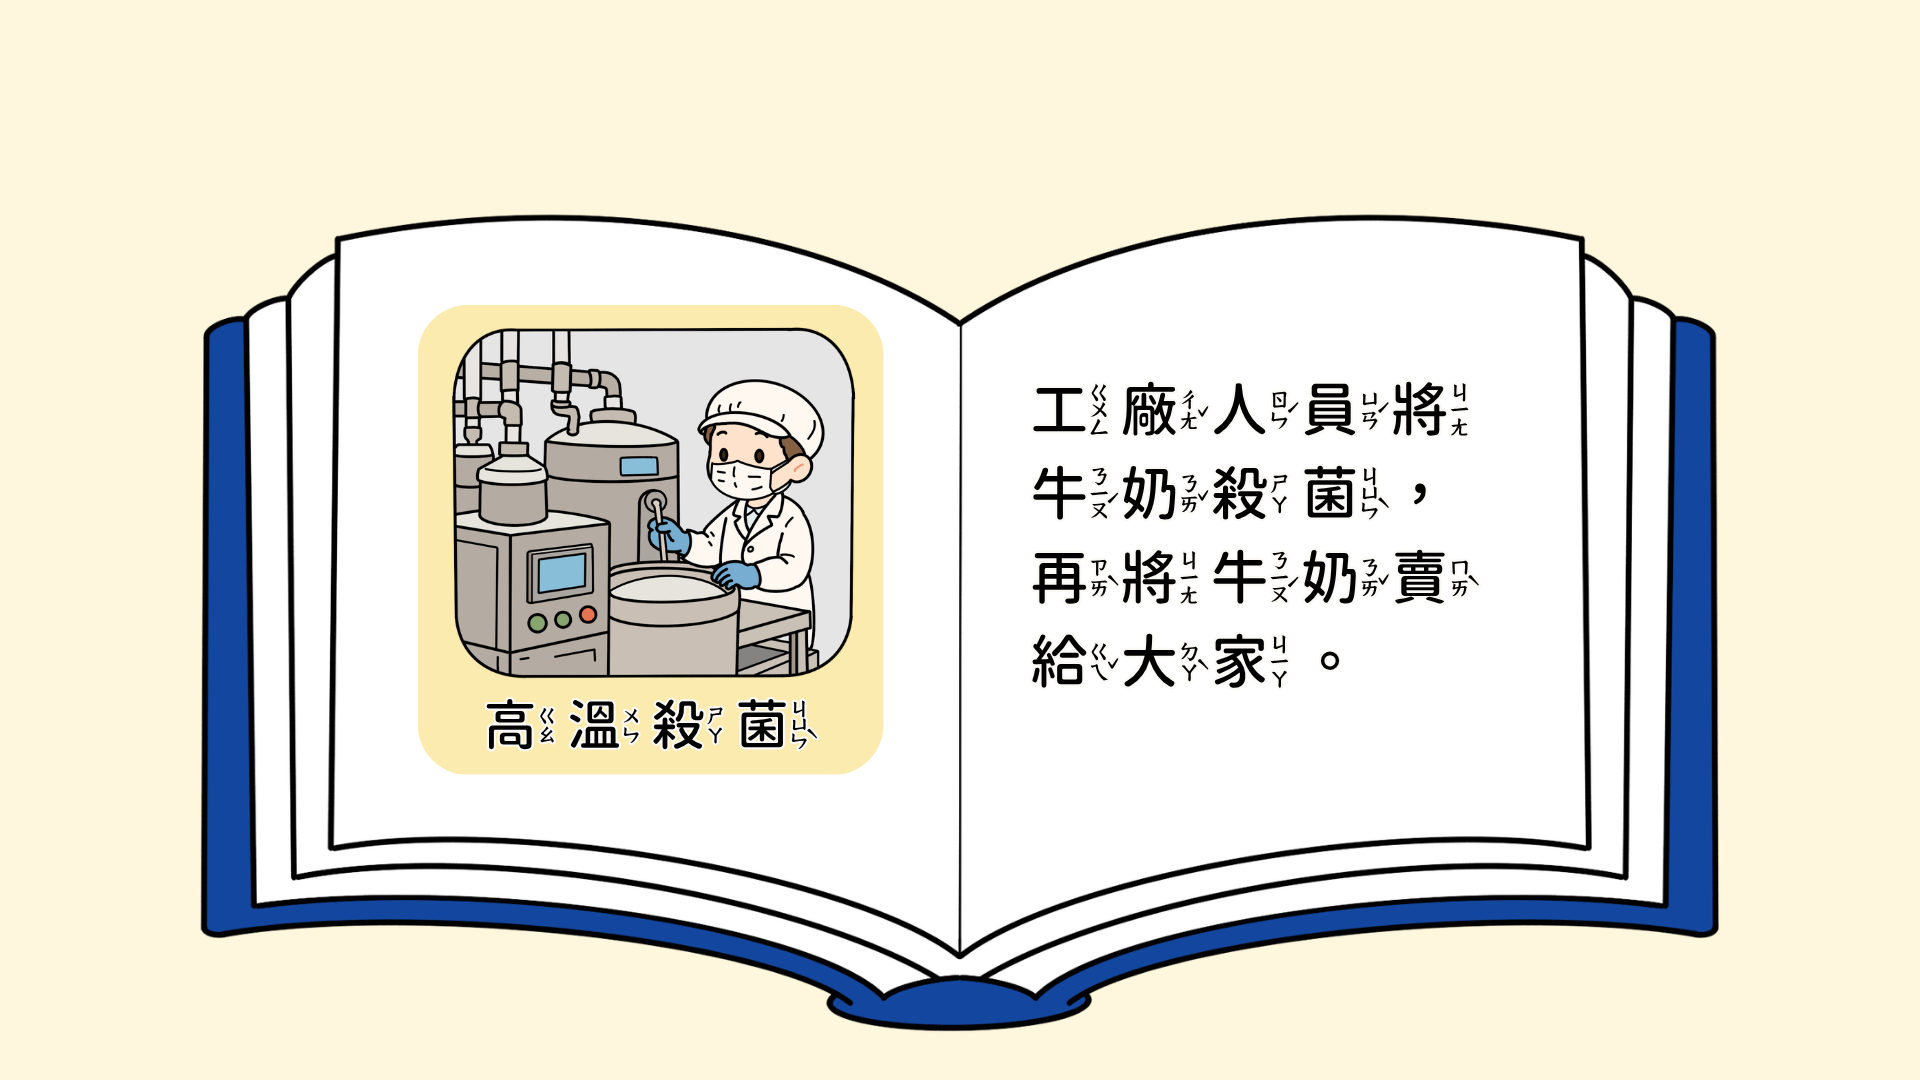 高溫殺菌
工廠人員將
牛奶殺菌，
再將牛奶賣
給大家。